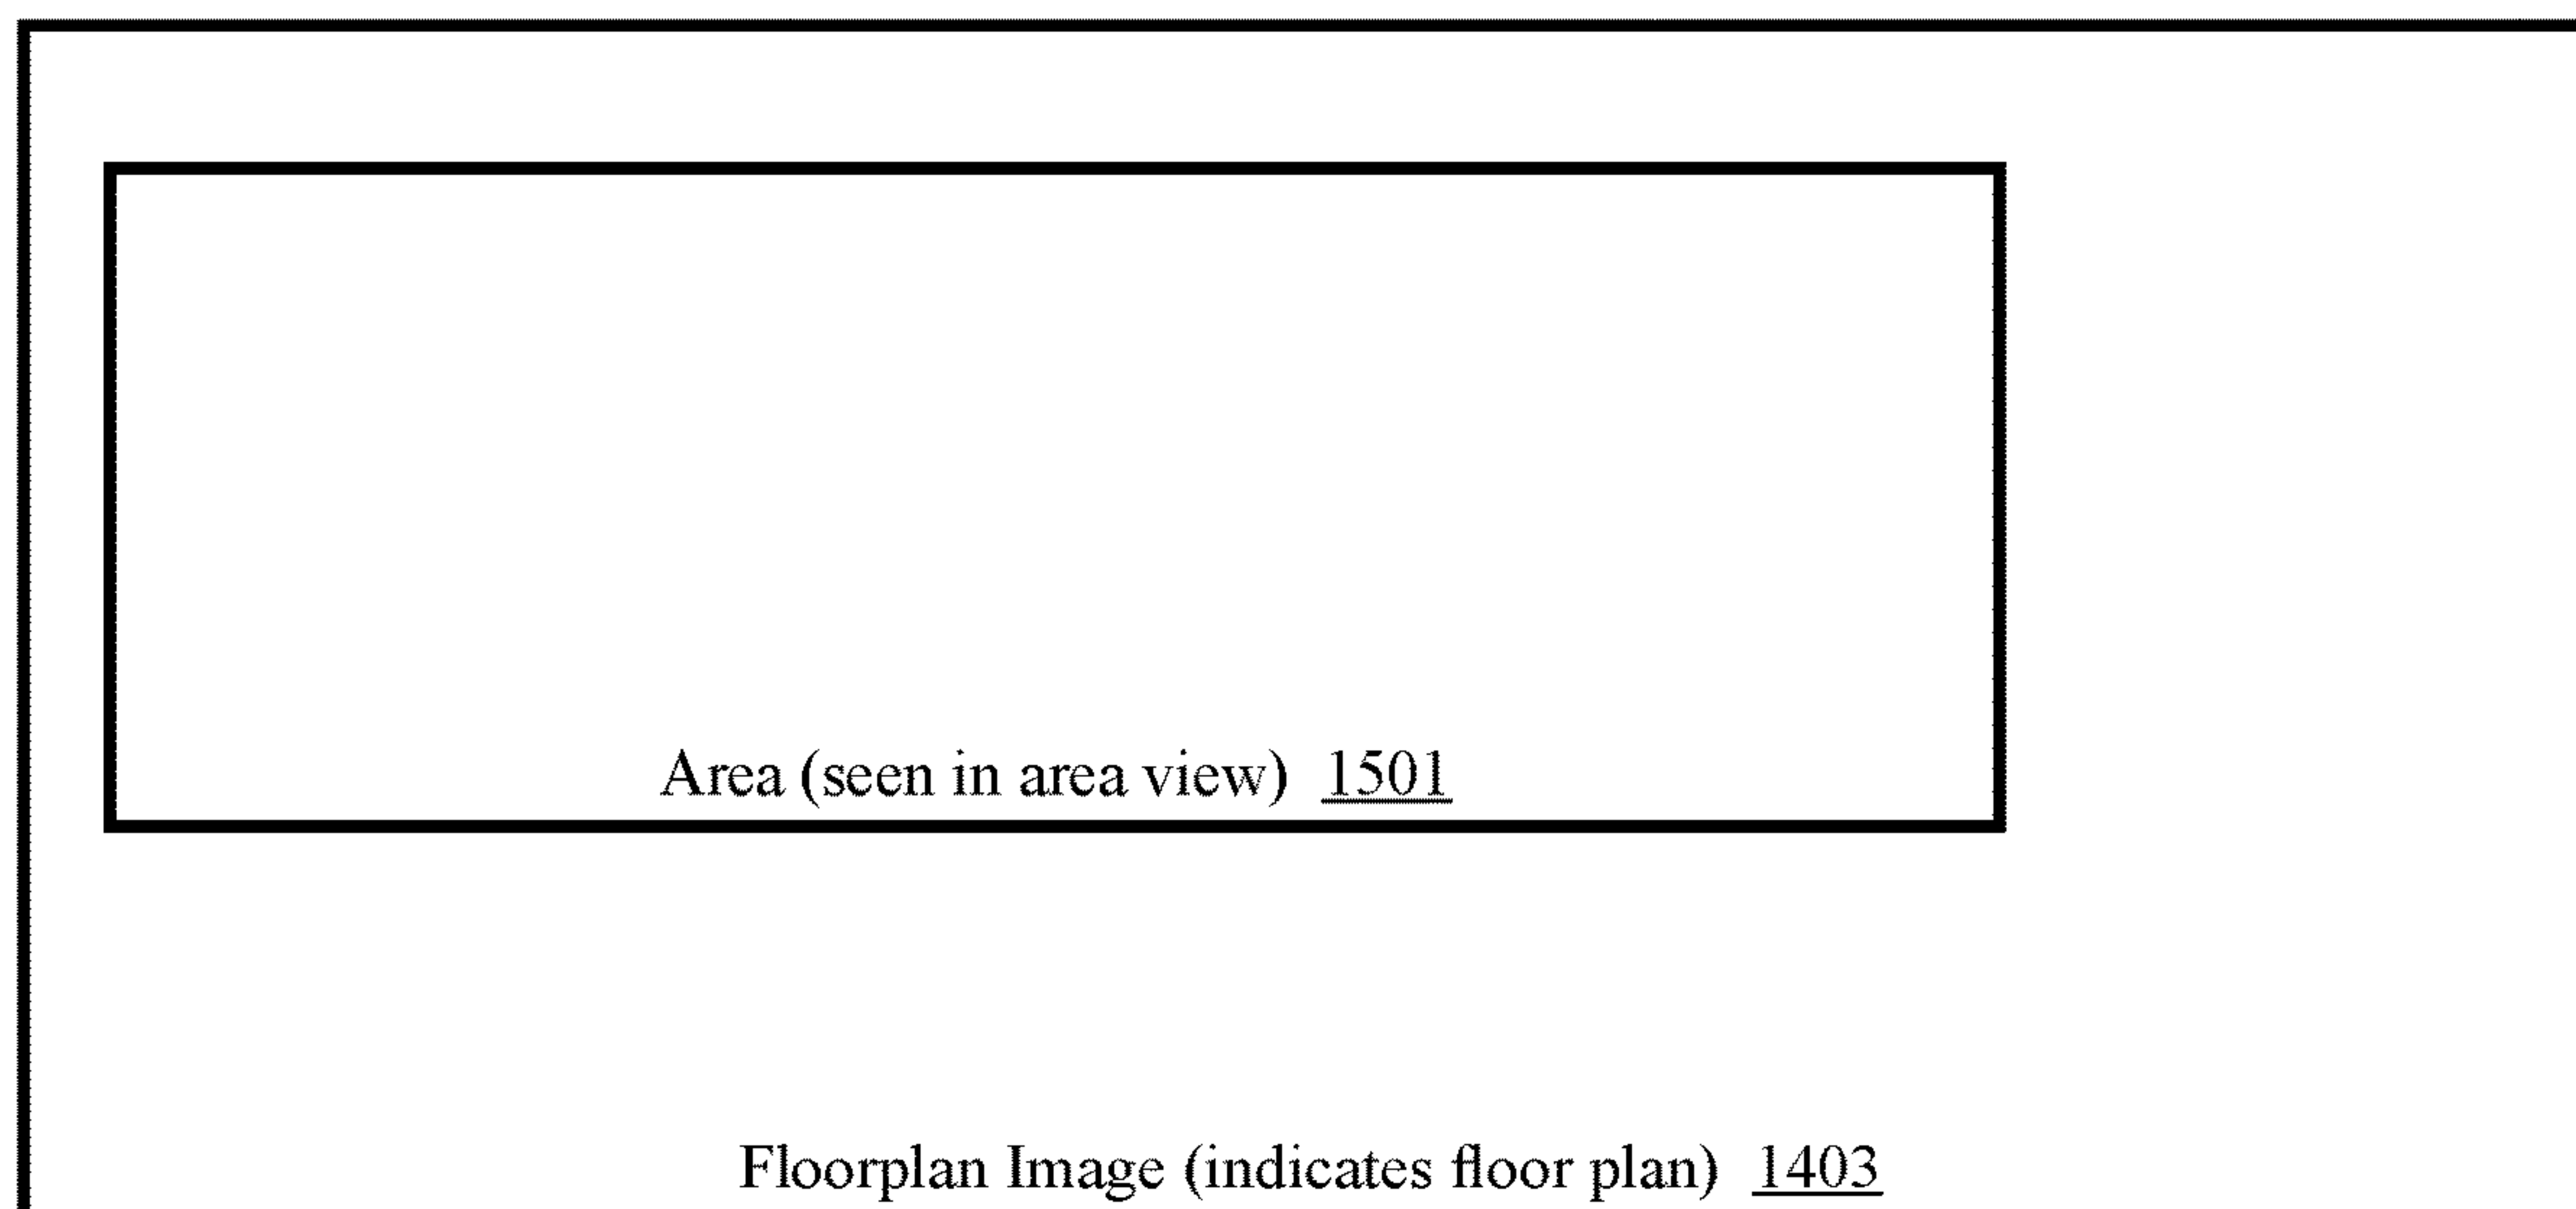 Area (seen in area view) 1501
Floorplan Image (indicates floor plan) 1403